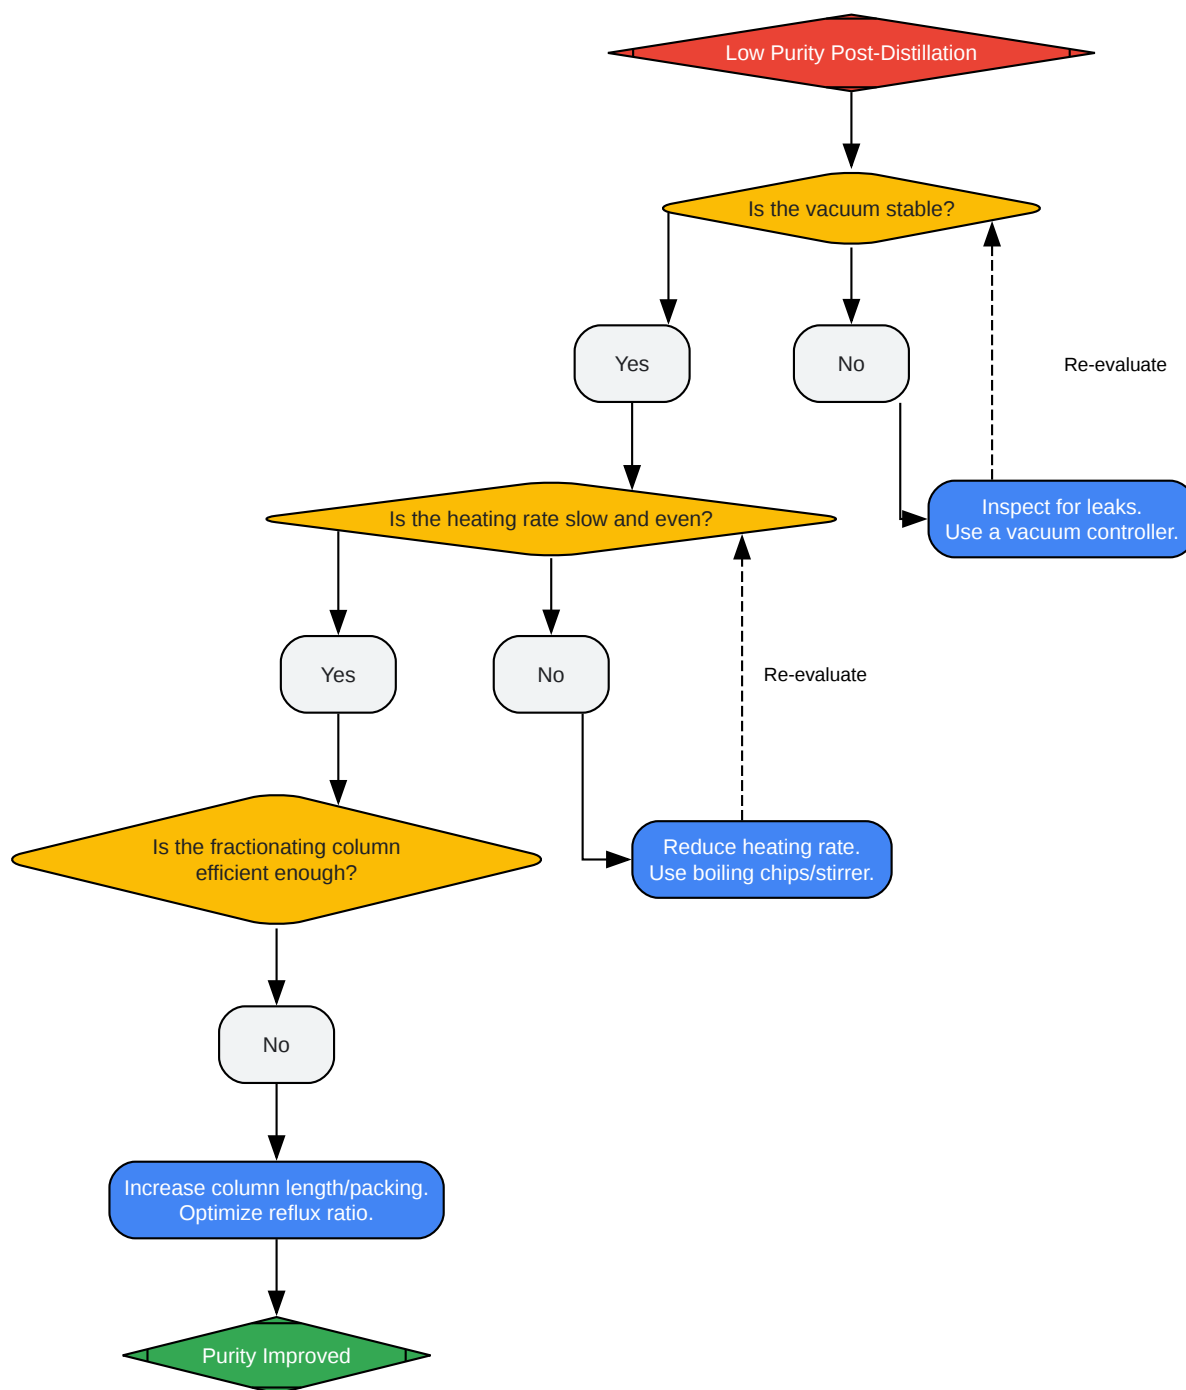 Low Purity Post-Distillation
Is the vacuum stable?
Yes
No
Re-evaluate
Inspect for leaks.
Use a vacuum controller.
Is the heating rate slow and even?
Yes
No
Re-evaluate
Reduce heating rate.
Use boiling chips/stirrer.
Is the fractionating column
efficient enough?
No
Increase column length/packing.
Optimize reflux ratio.
Purity Improved